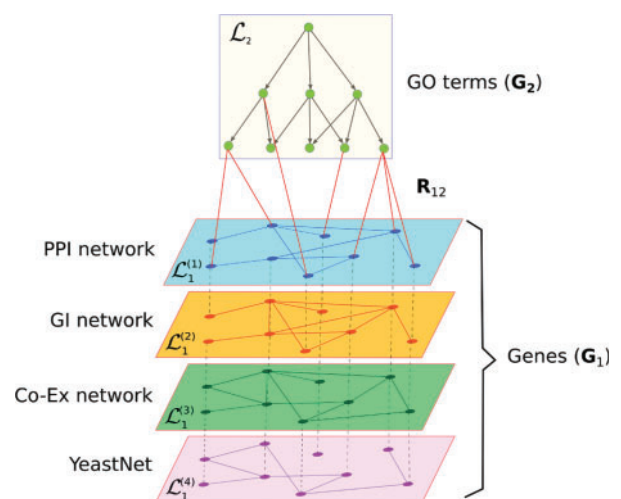 ℒ₂
GO terms (G₂)
R₁₂
PPI network
ℒ₁⁽¹⁾
GI network
ℒ₁⁽²⁾
Genes (G₁)
Co-Ex network
ℒ₁⁽³⁾
YeastNet
ℒ₁⁽⁴⁾